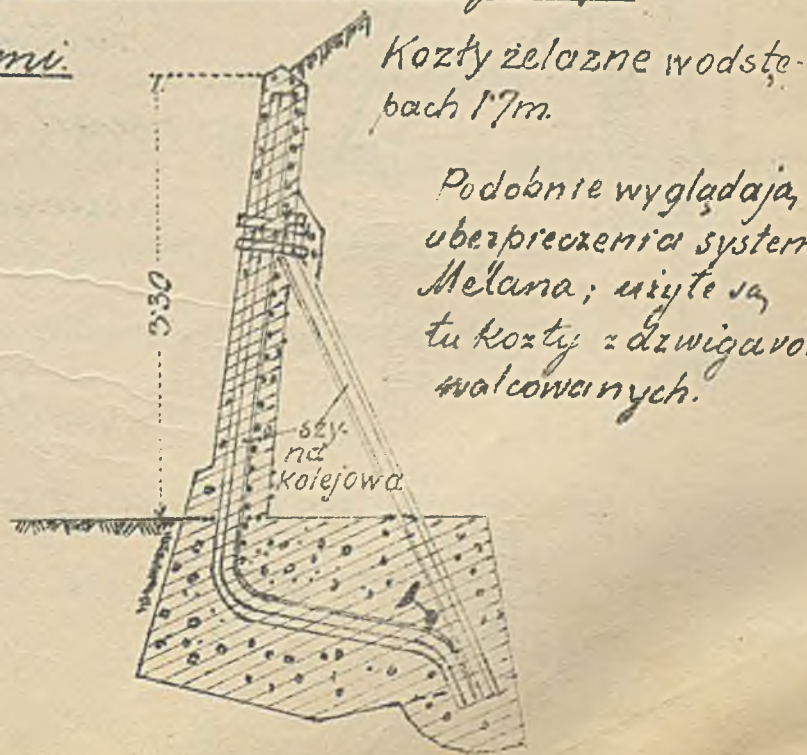 mi.
Kozły żelazne w odstę-
pach 1·7m.
Podobnie wyglądają
ubezpieczenia system
Melana; użyte są
tu kozły z dzwigarów
walcowanych.
3·30
szy-
na
kolejowa